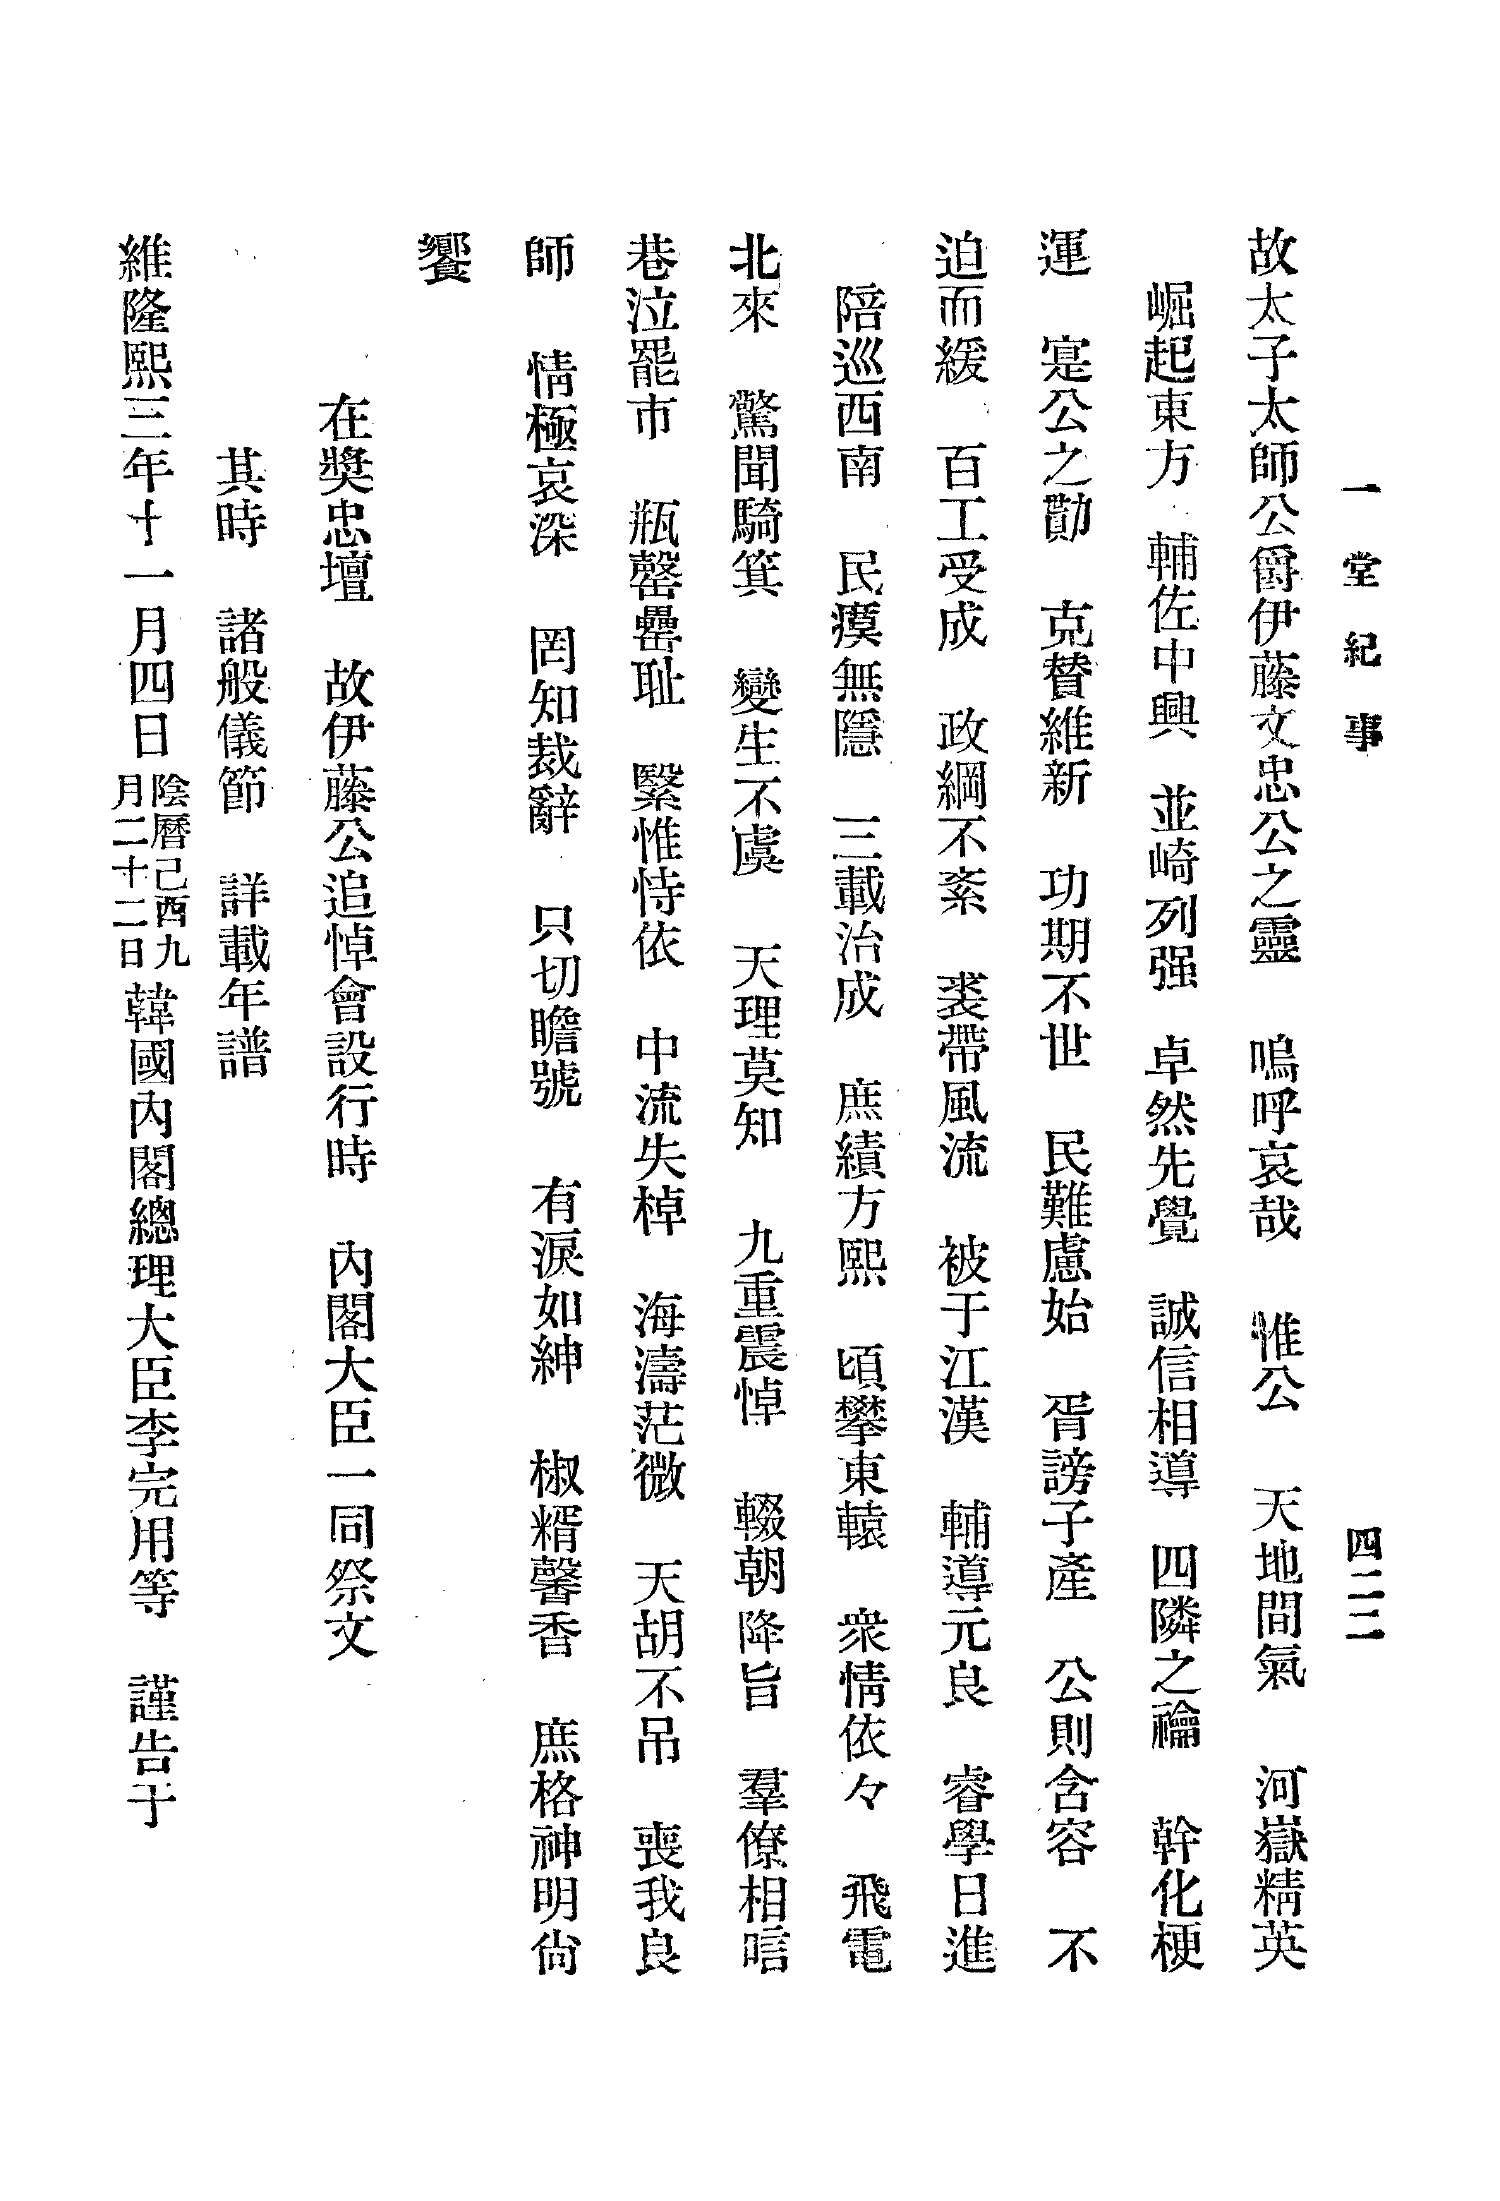 一堂紀事 四二二
故太子太師公爵伊藤文忠公之靈 嗚呼哀哉 惟公 天地間氣 河嶽精英
崛起東方 輔佐中興 並峙列强 卓然先覺 誠信相導 四隣之 幹化梗
運 寔公之勩 克贊維新 功期不世 民難慮始 胥謗子產 公則含容 不
迫而緩 百工受成 政綱不紊 裘帶風流 被于江漢 輔導元良 睿學日進
陪巡西南 民瘼無隱 三載治成 庶績方熙 頃攀東轅 衆情依々 飛電
北來 驚聞騎箕 變生不虞 天理莫知 九重震悼 輟朝降旨 羣僚相唁
巷泣罷市 瓶罄罍耻 緊惟恃依 中流失棹 海濤茫微 天胡不吊 喪我良
師 情極哀深 罔知裁辭 只切瞻號 有淚如紳 椒糈馨香 庶格神明尙
饗
在奬忠壇 故伊藤公追悼會設行時 內閣大臣一同祭文
其時 諸般儀節 詳載年譜
維隆熙三年十一月四日陰曆己酉九月二十二日韓國內閣總理大臣李完用等 謹告于